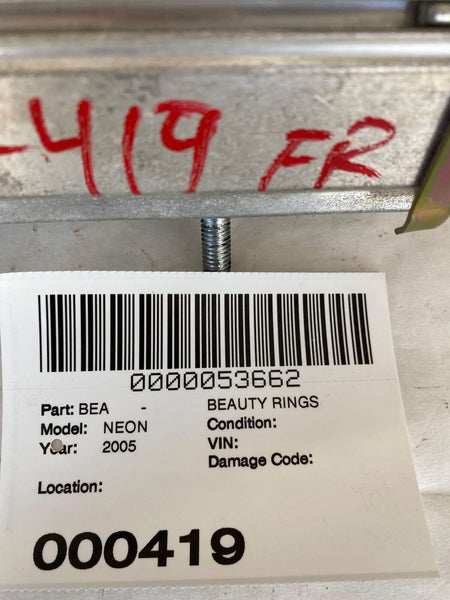 -419 FR
0000053662
Part: BEA - BEAUTY RINGS
Model: NEON Condition:
Year: 2005 VIN:
Damage Code:
Location:
000419